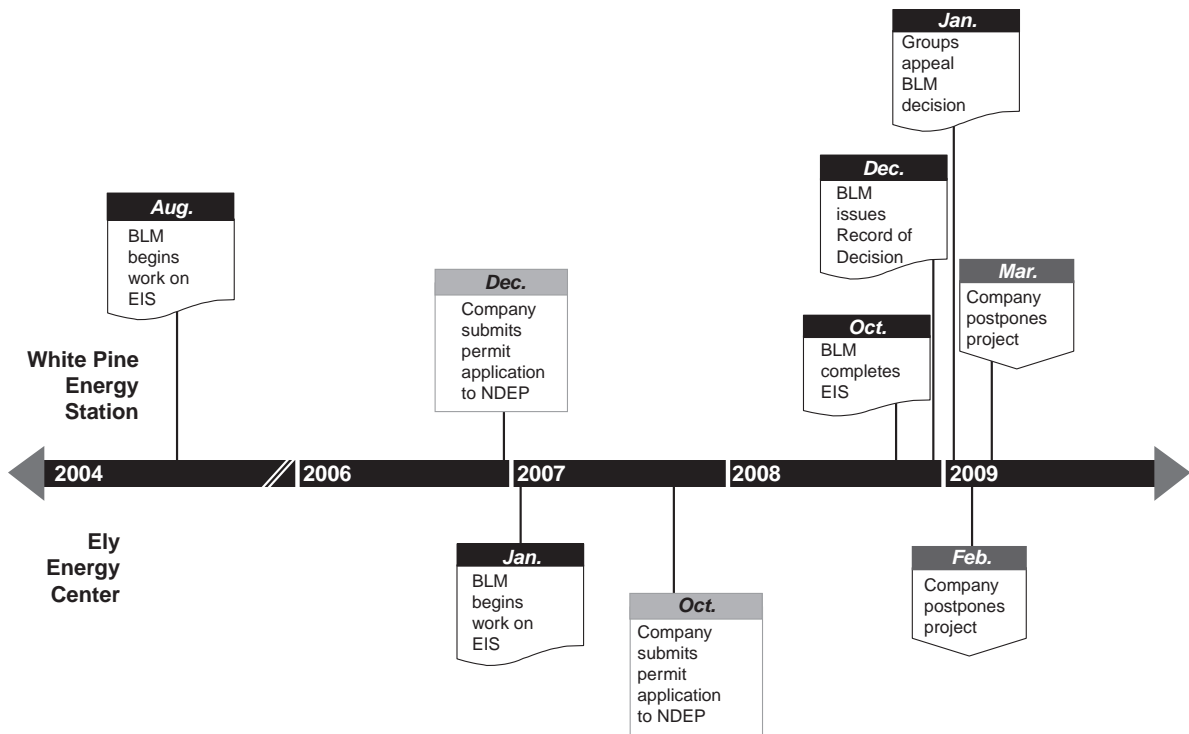 Jan.
Groups
appeal
BLM
decision
Dec.
BLM
issues
Record of
Decision
Aug.
BLM
begins
work on
EIS
Mar.
Company
postpones
project
Dec.
Company
submits
permit
application
to NDEP
Oct.
BLM
completes
EIS
White Pine
Energy
Station
2004
2006
2007
2008
2009
Ely
Energy
Center
Jan.
BLM
begins
work on
EIS
Oct.
Company
submits
permit
application
to NDEP
Feb.
Company
postpones
project